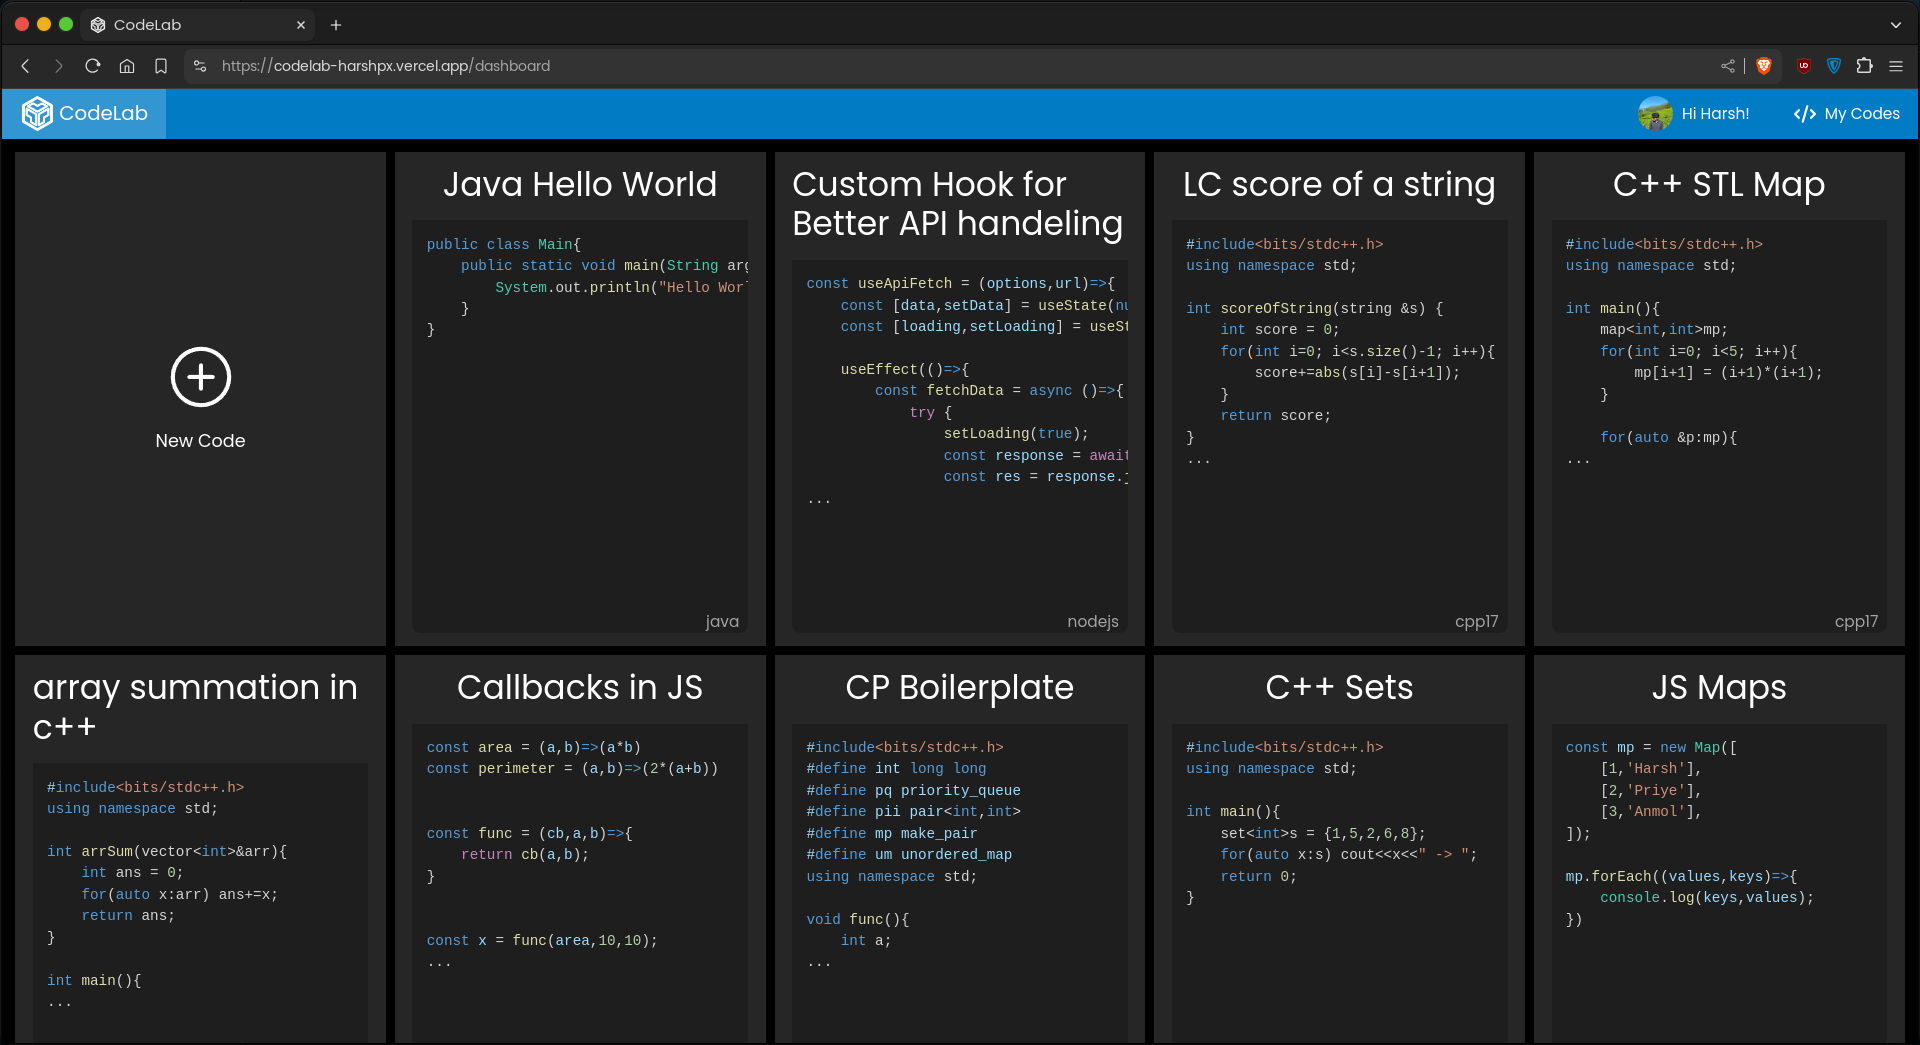 CodeLab
https://codelab-harshpx.vercel.app/dashboard
CodeLab
Hi Harsh!
My Codes
New Code
Java Hello World
public class Main{
    public static void main(String arg
        System.out.println("Hello Worl
    }
}
java
Custom Hook for
Better API handeling
const useApiFetch = (options,url)=>{
    const [data,setData] = useState(nu
    const [loading,setLoading] = useSt

    useEffect(()=>{
        const fetchData = async ()=>{
            try {
                setLoading(true);
                const response = await
                const res = response.j
...
nodejs
LC score of a string
#include<bits/stdc++.h>
using namespace std;

int scoreOfString(string &s) {
    int score = 0;
    for(int i=0; i<s.size()-1; i++){
        score+=abs(s[i]-s[i+1]);
    }
    return score;
}
...
cpp17
C++ STL Map
#include<bits/stdc++.h>
using namespace std;

int main(){
    map<int,int>mp;
    for(int i=0; i<5; i++){
        mp[i+1] = (i+1)*(i+1);
    }

    for(auto &p:mp){
...
cpp17
array summation in
c++
#include<bits/stdc++.h>
using namespace std;

int arrSum(vector<int>&arr){
    int ans = 0;
    for(auto x:arr) ans+=x;
    return ans;
}

int main(){
...
Callbacks in JS
const area = (a,b)=>(a*b)
const perimeter = (a,b)=>(2*(a+b))

const func = (cb,a,b)=>{
    return cb(a,b);
}

const x = func(area,10,10);
...
CP Boilerplate
#include<bits/stdc++.h>
#define int long long
#define pq priority_queue
#define pii pair<int,int>
#define mp make_pair
#define um unordered_map
using namespace std;

void func(){
    int a;
...
C++ Sets
#include<bits/stdc++.h>
using namespace std;

int main(){
    set<int>s = {1,5,2,6,8};
    for(auto x:s) cout<<x<<" -> ";
    return 0;
}
JS Maps
const mp = new Map([
    [1,'Harsh'],
    [2,'Priye'],
    [3,'Anmol'],
]);

mp.forEach((values,keys)=>{
    console.log(keys,values);
})